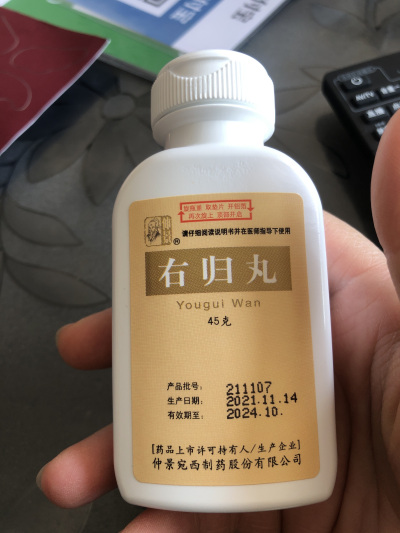 请仔细阅读说明书并在医师指导下使用
®
右归丸
Yougui Wan
45克
产品批号： 211107
生产日期： 2021.11.14
有效期至： 2024.10.
[药品上市许可持有人/生产企业]
仲景宛西制药股份有限公司